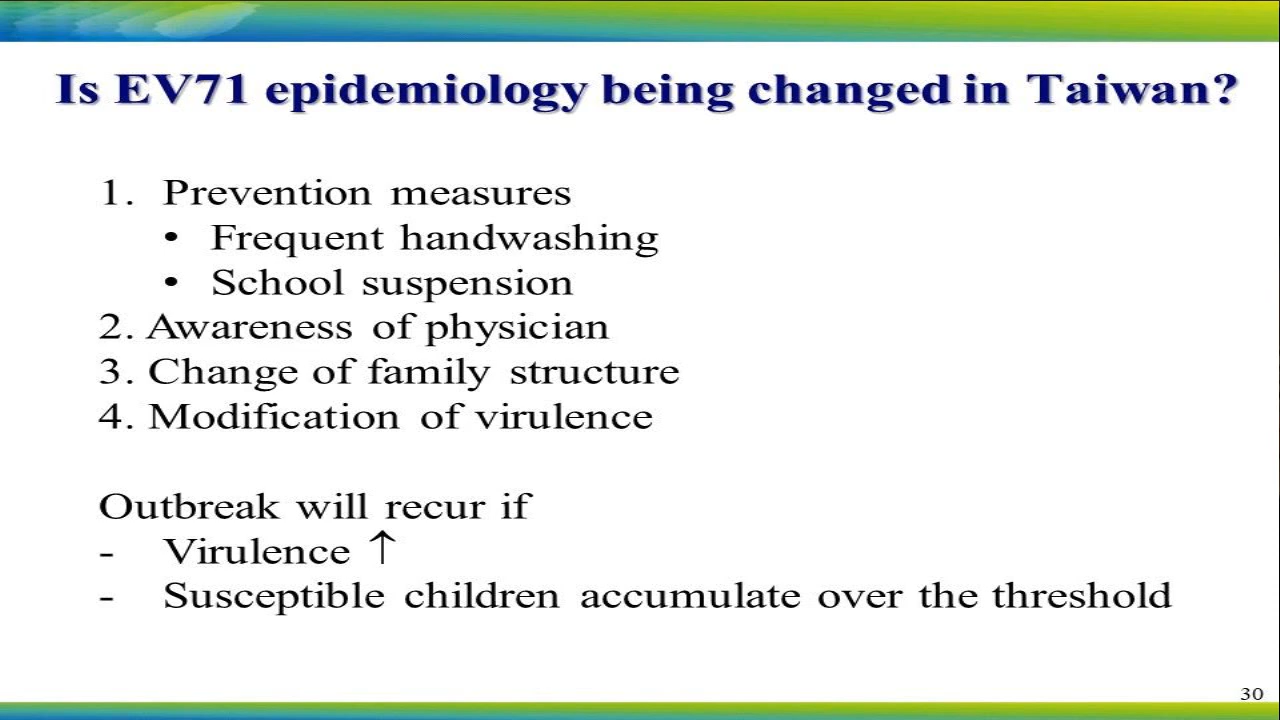 Is EV71 epidemiology being changed in Taiwan?
1. Prevention measures
• Frequent handwashing
• School suspension
2. Awareness of physician
3. Change of family structure
4. Modification of virulence
Outbreak will recur if
- Virulence ↑
- Susceptible children accumulate over the threshold
30